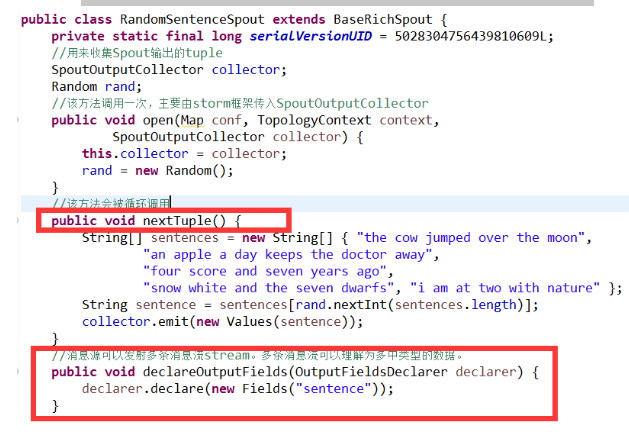 public class RandomSentenceSpout extends BaseRichSpout {
private static final long serialVersionUID = 5028304756439810609L;
//用来收集Spout输出的tuple
SpoutOutputCollector collector;
Random rand;
//该方法调用一次，主要由storm框架传入SpoutOutputCollector
public void open(Map conf, TopologyContext context,
SpoutOutputCollector collector) {
this.collector = collector;
rand = new Random();
}
//该方法会被循环调用
public void nextTuple() {
String[] sentences = new String[] { "the cow jumped over the moon",
"an apple a day keeps the doctor away",
"four score and seven years ago",
"snow white and the seven dwarfs", "i am at two with nature" };
String sentence = sentences[rand.nextInt(sentences.length)];
collector.emit(new Values(sentence));
}
//消息源可以发射多条消息流stream。多条消息流可以理解为多中类型的数据。
public void declareOutputFields(OutputFieldsDeclarer declarer) {
declarer.declare(new Fields("sentence"));
}